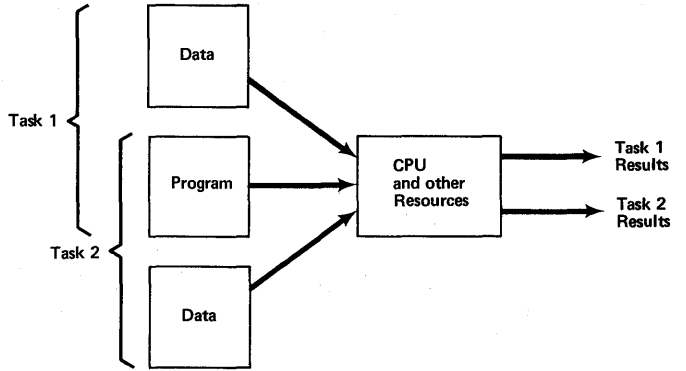 Data
Task 1
Program
CPU
and other
Resources
Task 1
Results
Task 2
Results
Task 2
Data